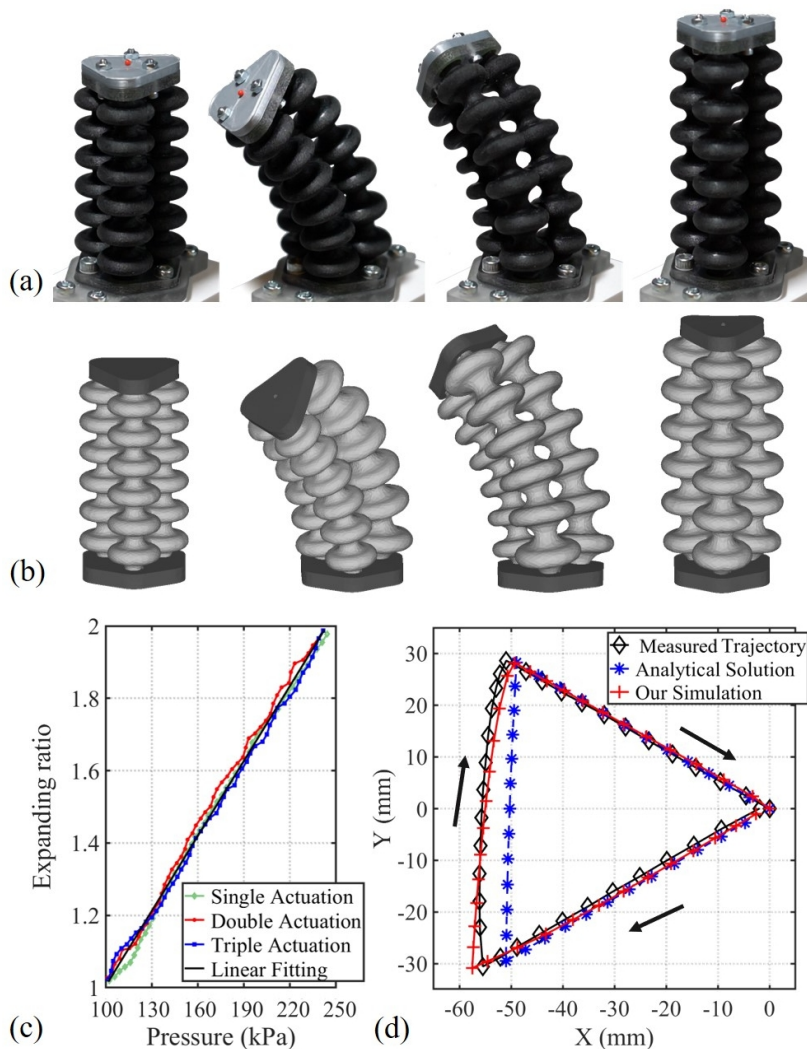 (a)
(b)
2
1.8
1.6
1.4
1.2
1
Expanding ratio
100 130 160 190 220 250
Pressure (kPa)
Single Actuation
Double Actuation
Triple Actuation
Linear Fitting
(c)
30
20
10
0
-10
-20
-30
Y (mm)
-60 -50 -40 -30 -20 -10 0
X (mm)
Measured Trajectory
Analytical Solution
Our Simulation
(d)